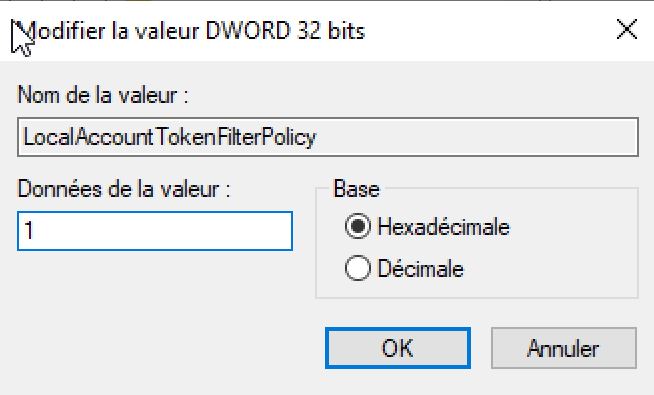 Modifier la valeur DWORD 32 bits
Nom de la valeur :
LocalAccountTokenFilterPolicy
Données de la valeur :
1
Base
Hexadécimale
Décimale
OK
Annuler